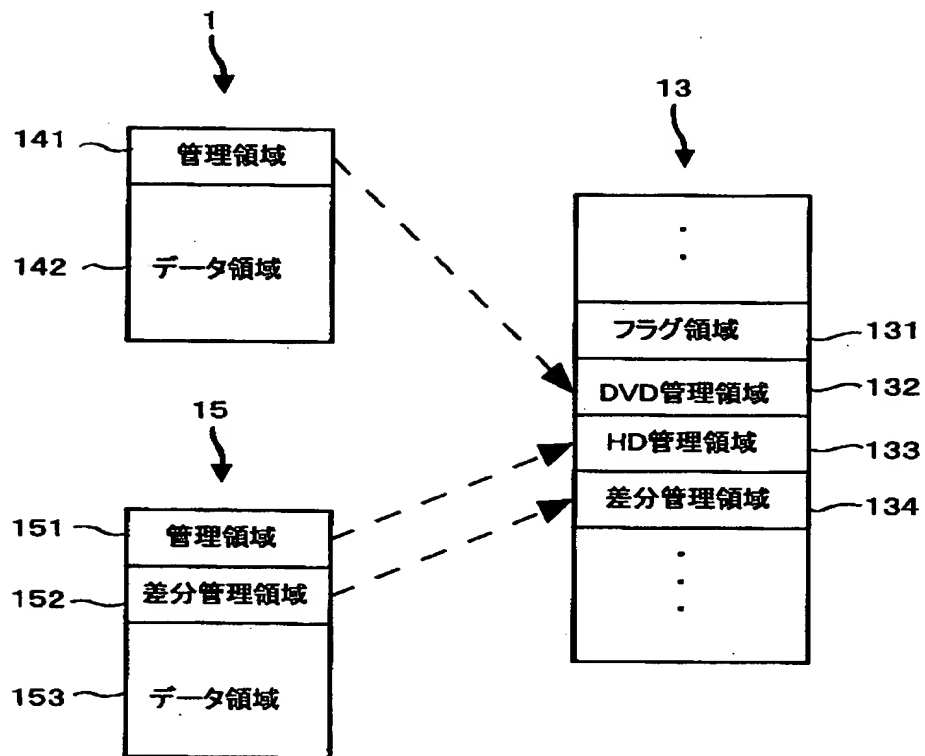 1
141
管理領域
142
データ領域
15
151
管理領域
152
差分管理領域
153
データ領域
13
フラグ領域
131
DVD管理領域
132
HD管理領域
133
差分管理領域
134